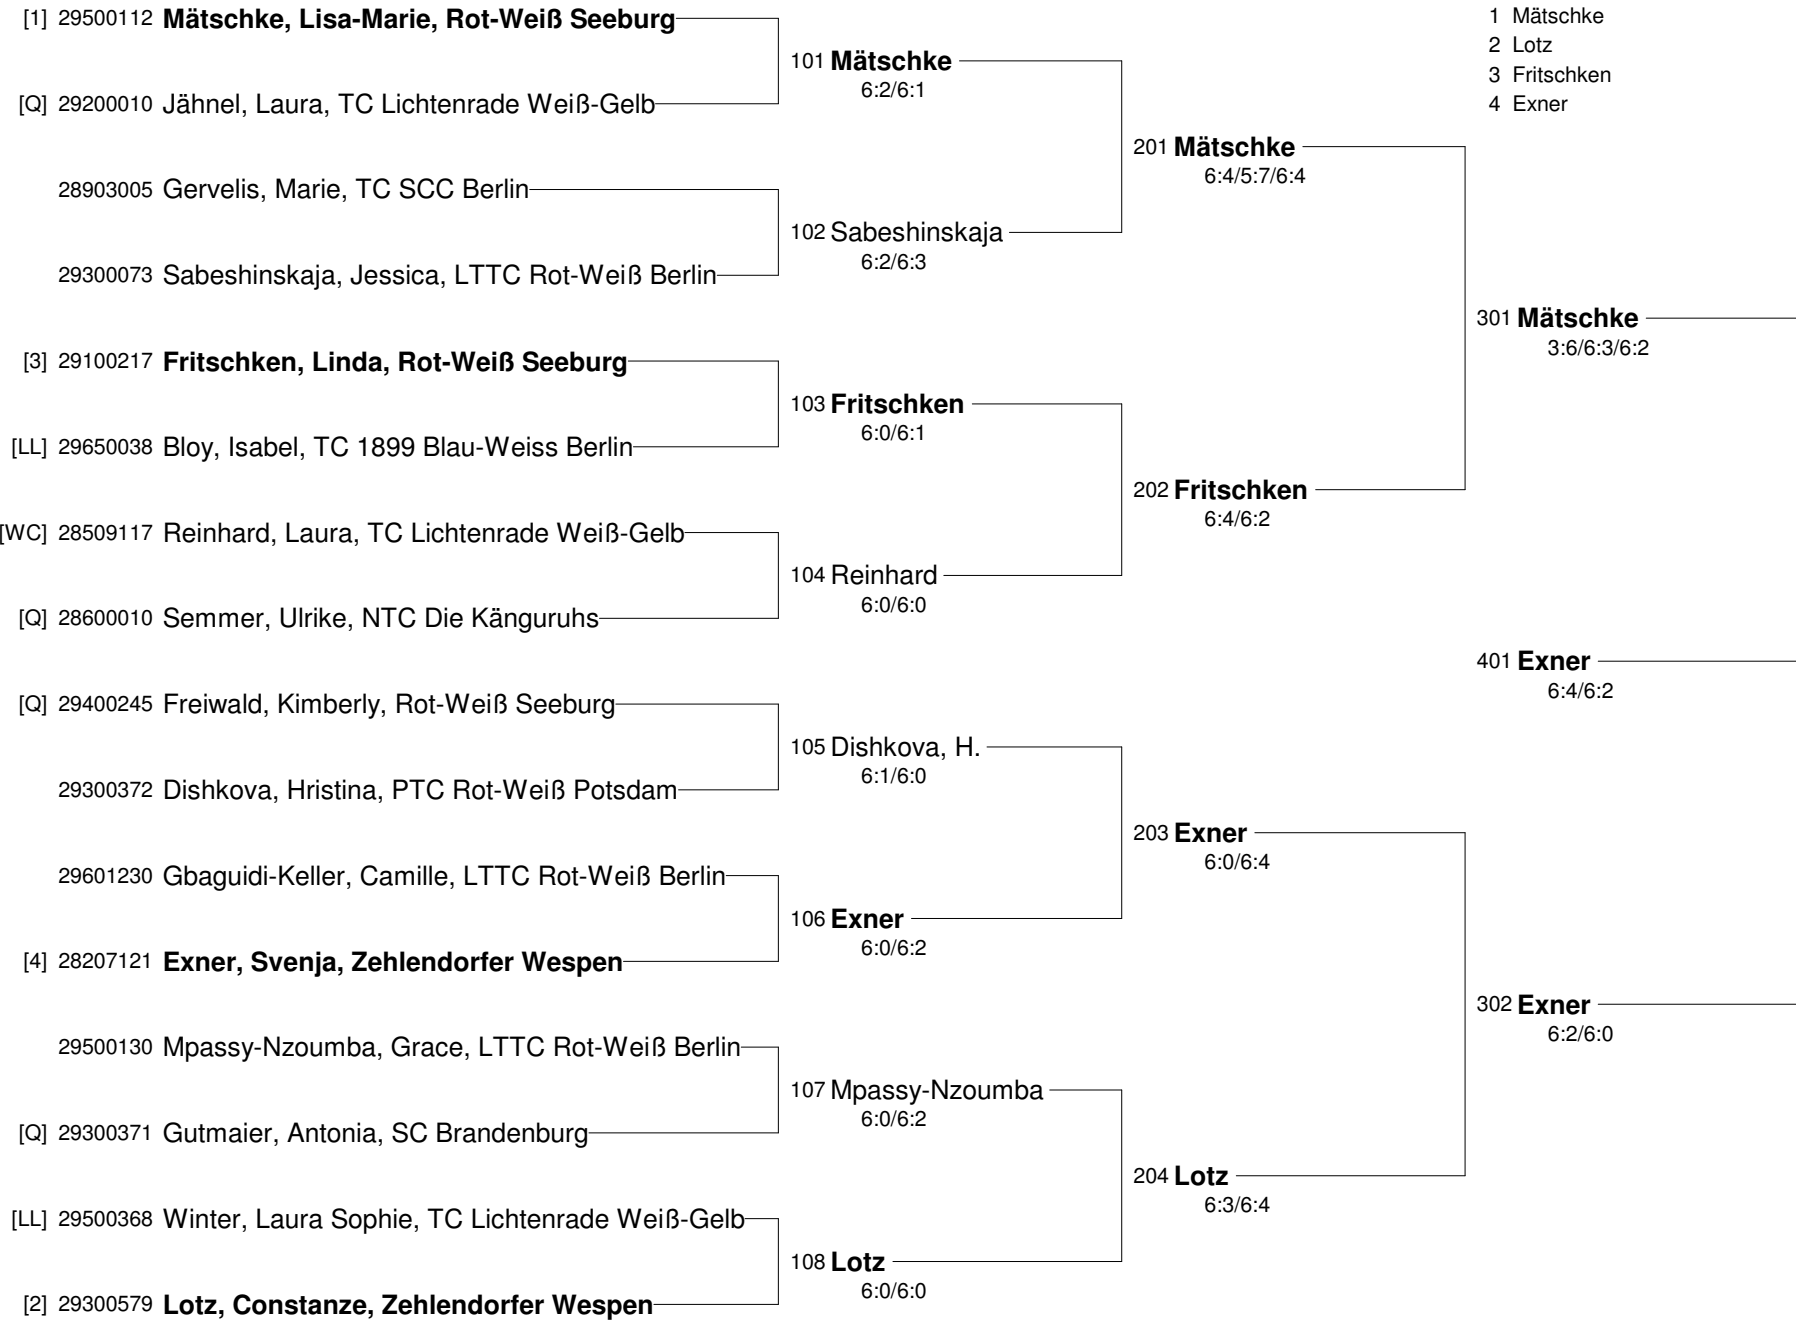 [1] 29500112 Mätschke, Lisa-Marie, Rot-Weiß Seeburg
[Q] 29200010 Jähnel, Laura, TC Lichtenrade Weiß-Gelb
28903005 Gervelis, Marie, TC SCC Berlin
29300073 Sabeshinskaja, Jessica, LTTC Rot-Weiß Berlin
[3] 29100217 Fritschken, Linda, Rot-Weiß Seeburg
[LL] 29650038 Bloy, Isabel, TC 1899 Blau-Weiss Berlin
[WC] 28509117 Reinhard, Laura, TC Lichtenrade Weiß-Gelb
[Q] 28600010 Semmer, Ulrike, NTC Die Känguruhs
[Q] 29400245 Freiwald, Kimberly, Rot-Weiß Seeburg
29300372 Dishkova, Hristina, PTC Rot-Weiß Potsdam
29601230 Gbaguidi-Keller, Camille, LTTC Rot-Weiß Berlin
[4] 28207121 Exner, Svenja, Zehlendorfer Wespen
29500130 Mpassy-Nzoumba, Grace, LTTC Rot-Weiß Berlin
[Q] 29300371 Gutmaier, Antonia, SC Brandenburg
[LL] 29500368 Winter, Laura Sophie, TC Lichtenrade Weiß-Gelb
[2] 29300579 Lotz, Constanze, Zehlendorfer Wespen
101 Mätschke
6:2/6:1
102 Sabeshinskaja
6:2/6:3
103 Fritschken
6:0/6:1
104 Reinhard
6:0/6:0
105 Dishkova, H.
6:1/6:0
106 Exner
6:0/6:2
107 Mpassy-Nzoumba
6:0/6:2
108 Lotz
6:0/6:0
201 Mätschke
6:4/5:7/6:4
202 Fritschken
6:4/6:2
203 Exner
6:0/6:4
204 Lotz
6:3/6:4
1 Mätschke
2 Lotz
3 Fritschken
4 Exner
301 Mätschke
3:6/6:3/6:2
401 Exner
6:4/6:2
302 Exner
6:2/6:0